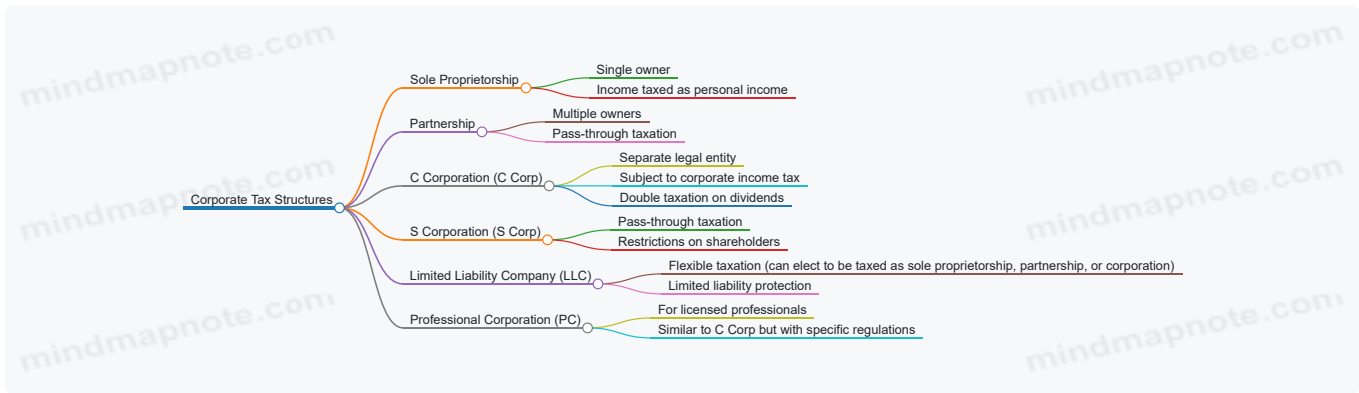 mindmapnote.com
mindmapnote.com
Single owner
Sole Proprietorship
Income taxed as personal income
Multiple owners
Partnership
Pass-through taxation
Separate legal entity
C Corporation (C Corp)
Subject to corporate income tax
Double taxation on dividends
mindmapnote.com
mindmapnote.com
Corporate Tax Structures
Pass-through taxation
S Corporation (S Corp)
Restrictions on shareholders
Flexible taxation (can elect to be taxed as sole proprietorship, partnership, or corporation)
Limited Liability Company (LLC)
Limited liability protection
For licensed professionals
Professional Corporation (PC)
Similar to C Corp but with specific regulations
mindmapnote.com
mindmapnote.com